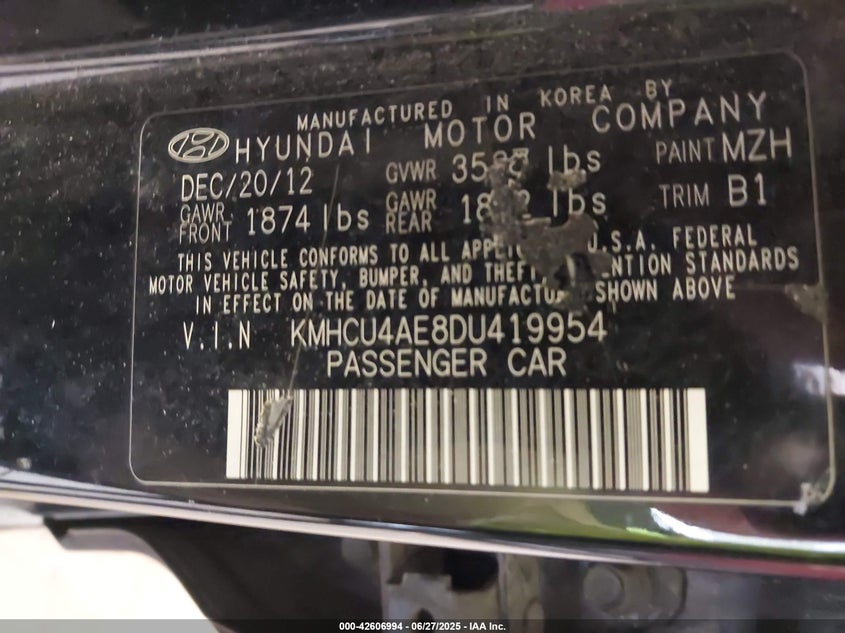 MANUFACTURED IN KOREA BY
HYUNDAI MOTOR COMPANY
DEC/20/12 GVWR lbs PAINT MZH
GAWR FRONT 1874 lbs GAWR REAR lbs TRIM B1
THIS VEHICLE CONFORMS TO ALL U.S.A. FEDERAL
MOTOR VEHICLE SAFETY, BUMPER, AND THEFT STANDARDS
IN EFFECT ON THE DATE OF MANUFACTU SHOWN ABOVE
V.I.N KMHCU4AE8DU419954
PASSENGER CAR
000-42606994 - 06/27/2025 - IAA Inc.